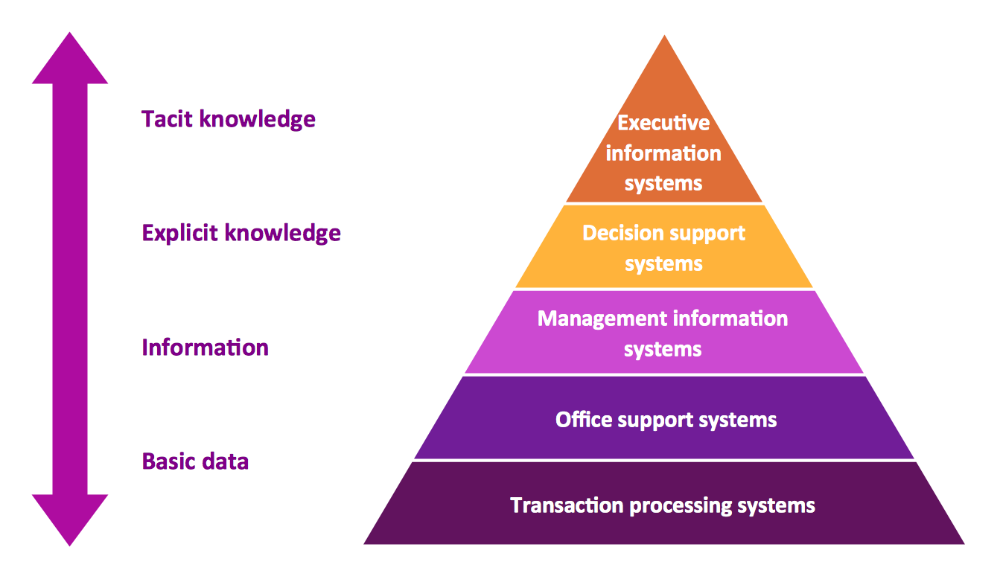 Tacit knowledge
Explicit knowledge
Information
Basic data
Executive
information
systems
Decision support
systems
Management information
systems
Office support systems
Transaction processing systems